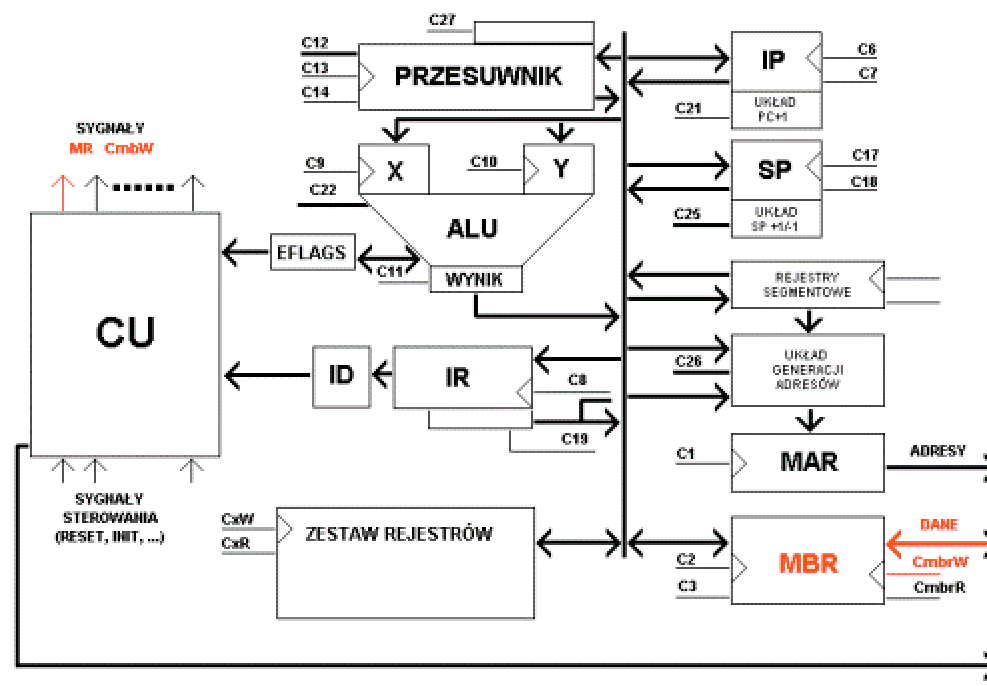 C27
C12
C13
C14
PRZESUWNIK
IP
C6
C7
C21
UKŁAD
PC+1
SYGNAŁY
MR CmbW
C9
X
C10
Y
C22
ALU
SP
C17
C18
C25
UKŁAD
SP +1/-1
EFLAGS
C11
WYNIK
REJESTRY
SEGMENTOWE
CU
ID
IR
C8
C19
C26
UKŁAD
GENERACJI
ADRESÓW
C1
MAR
ADRESY
SYGNAŁY
STEROWANIA
(RESET, INIT, ...)
CxW
CxR
ZESTAW REJESTRÓW
C2
C3
MBR
DANE
CmbrW
CmbrR